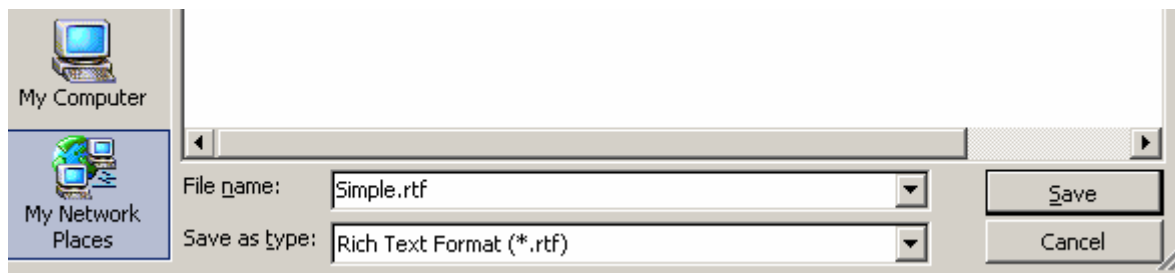 My Computer
My Network
Places
File name:
Simple.rtf
Save
Save as type:
Rich Text Format (*.rtf)
Cancel